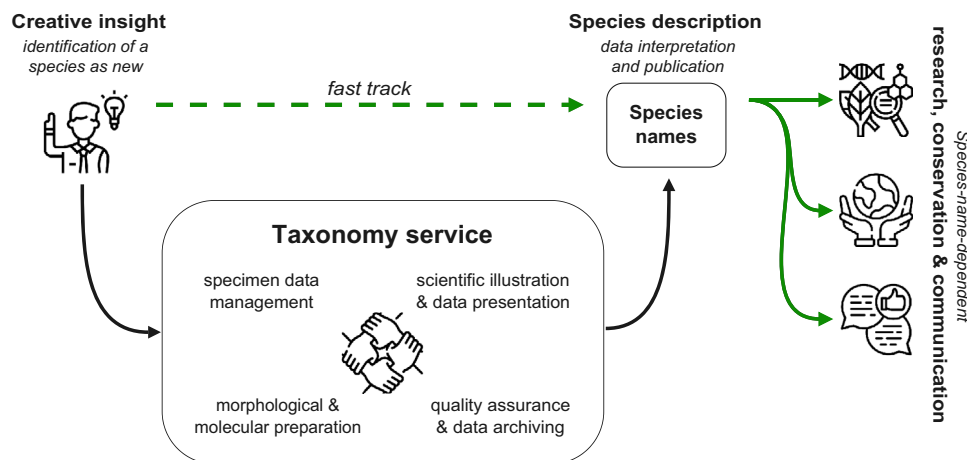 Creative insight
identification of a
species as new
fast track
Species description
data interpretation
and publication
Species
names
Taxonomy service
specimen data
management
scientific illustration
& data presentation
morphological &
molecular preparation
quality assurance
& data archiving
Species-name-dependent
research, conservation & communication